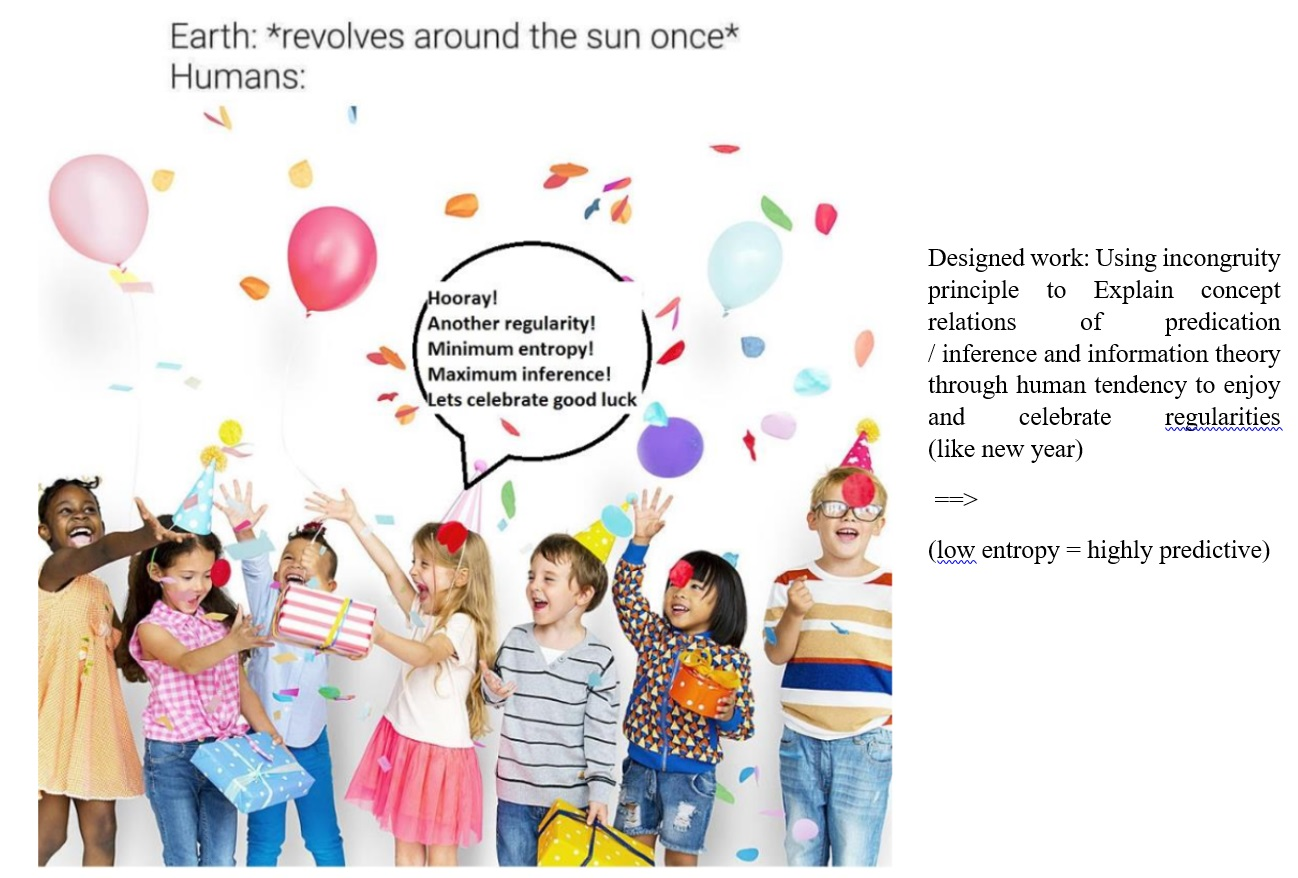 Earth: *revolves around the sun once*
Humans:
Hooray!
Another regularity!
Minimum entropy!
Maximum inference!
Lets celebrate good luck
Designed work: Using incongruity
principle to Explain concept
relations of predication
/ inference and information theory
through human tendency to enjoy
and celebrate regularities
(like new year)
==>
(low entropy = highly predictive)